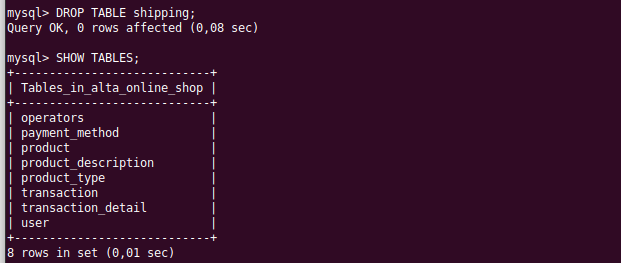 mysql> DROP TABLE shipping;
Query OK, 0 rows affected (0,08 sec)
mysql> SHOW TABLES;
+----------------------------+
| Tables_in_alta_online_shop |
+----------------------------+
| operators                  |
| payment_method             |
| product                    |
| product_description        |
| product_type               |
| transaction                |
| transaction_detail         |
| user                       |
+----------------------------+
8 rows in set (0,01 sec)